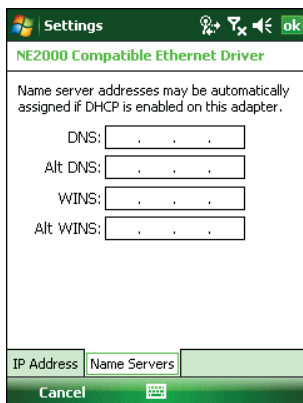 Settings ok
NE2000 Compatible Ethernet Driver
Name server addresses may be automatically
assigned if DHCP is enabled on this adapter.
DNS: . . .
Alt DNS: . . .
WINS: . . .
Alt WINS: . . .
IP Address Name Servers
Cancel